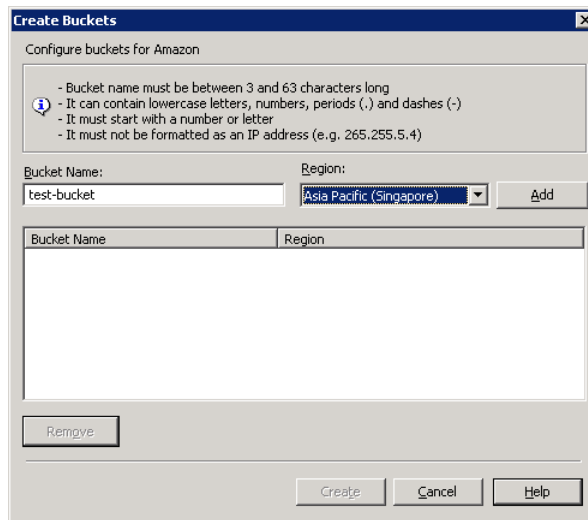 Create Buckets
Configure buckets for Amazon
- Bucket name must be between 3 and 63 characters long
- It can contain lowercase letters, numbers, periods (.) and dashes (-)
- It must start with a number or letter
- It must not be formatted as an IP address (e.g. 265.255.5.4)
Bucket Name:
Region:
test-bucket
Asia Pacific (Singapore)
Add
Bucket Name
Region
Remove
Create
Cancel
Help